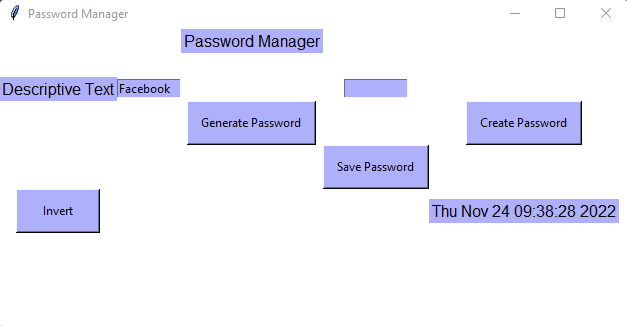 Password Manager
Password Manager
Descriptive Text Facebook
Generate Password Create Password
Save Password
Invert
Thu Nov 24 09:38:28 2022